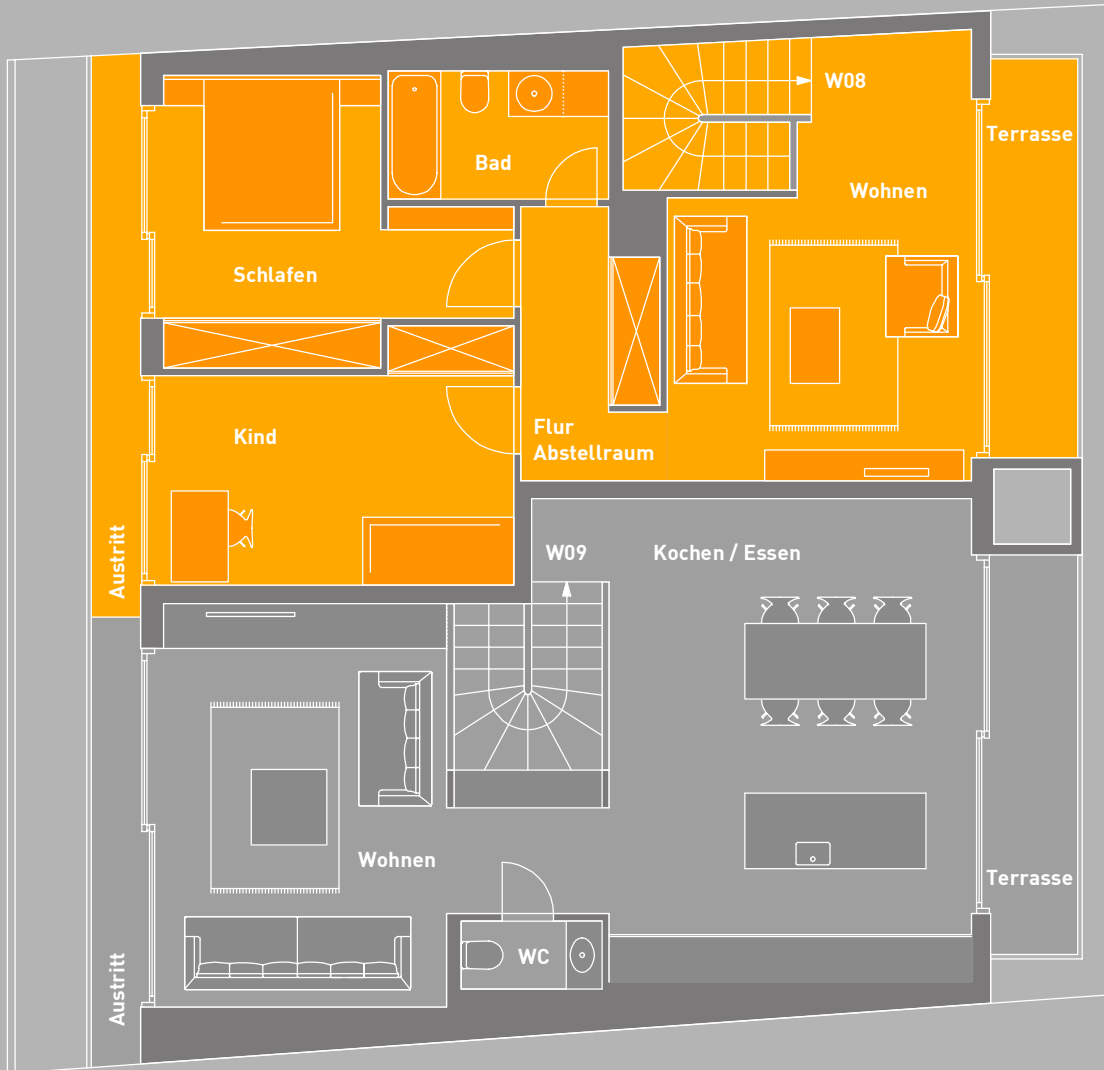 W08
Terrasse
Bad
Wohnen
Schlafen
Flur
Abstellraum
Kind
Austritt
W09
Kochen / Essen
Wohnen
Terrasse
WC
Austritt